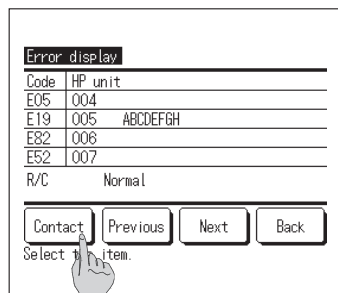 Error display
Code HP unit
E05 004
E19 005 ABCDEFGH
E82 006
E52 007
R/C Normal
Contact Previous Next Back
Select item.